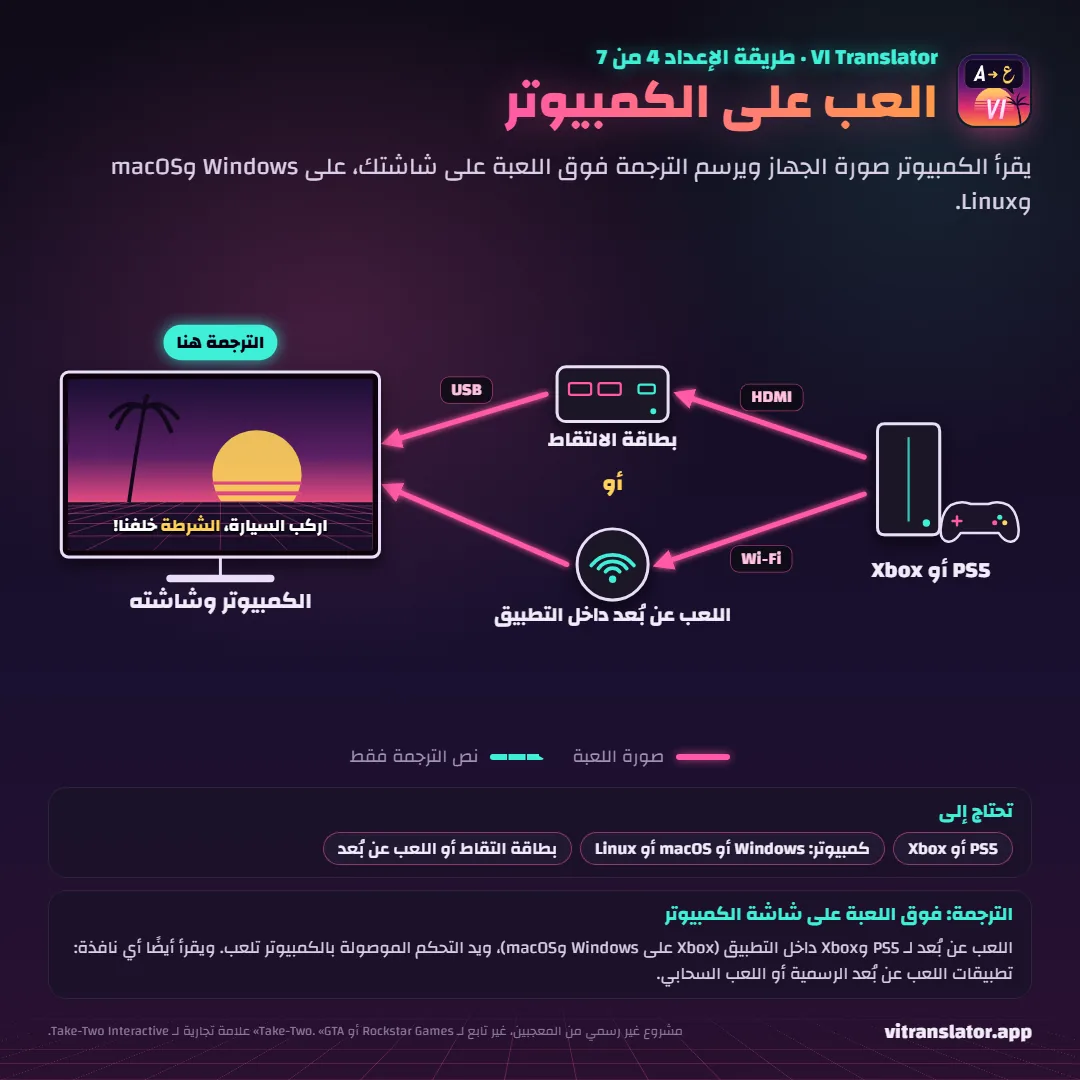 VI Translator · طريقة الإعداد 4 من 7
العب على الكمبيوتر
A→ع
VI
يقرأ الكمبيوتر صورة الجهاز ويرسم الترجمة فوق اللعبة على شاشتك، على Windows وmacOS
وLinux.
الترجمة هنا
HDMI
USB
بطاقة الالتقاط
أو
اركب السيارة، الشرطة خلفنا!
Wi-Fi
PS5 أو Xbox
الكمبيوتر وشاشته
اللعب عن بُعد داخل التطبيق
صورة اللعبة
نص الترجمة فقط
تحتاج إلى
PS5 أو Xbox
كمبيوتر: Windows أو macOS أو Linux
بطاقة التقاط أو اللعب عن بُعد
الترجمة: فوق اللعبة على شاشة الكمبيوتر
اللعب عن بُعد لـ PS5 وXbox داخل التطبيق (Xbox على Windows وmacOS)، ويد التحكم الموصولة بالكمبيوتر تلعب. ويقرأ أيضًا أي نافذة:
تطبيقات اللعب عن بُعد الرسمية أو اللعب السحابي.
vitranslator.app
مشروع غير رسمي من المعجبين، غير تابع لـ Rockstar Games أو Take-Two. «GTA» علامة تجارية لـ Take-Two Interactive.